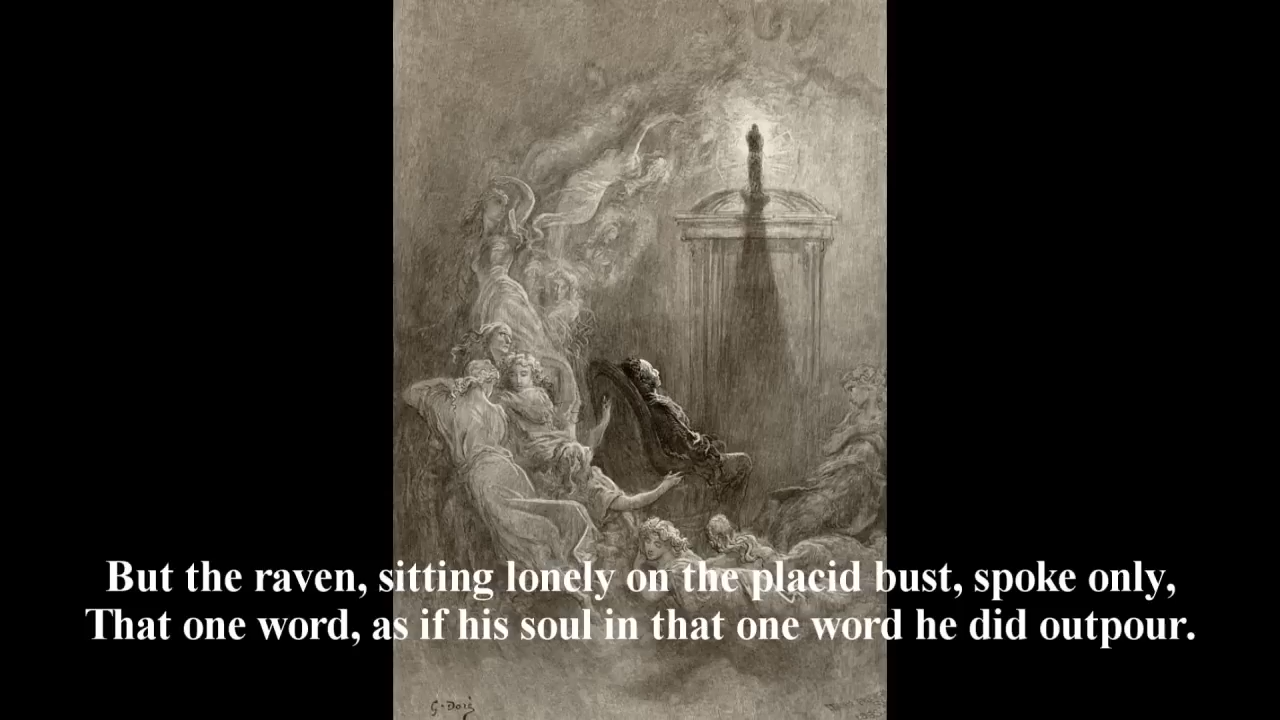 But the raven, sitting lonely on the placid bust, spoke only,
That one word, as if his soul in that one word he did outpour.
G. Doré